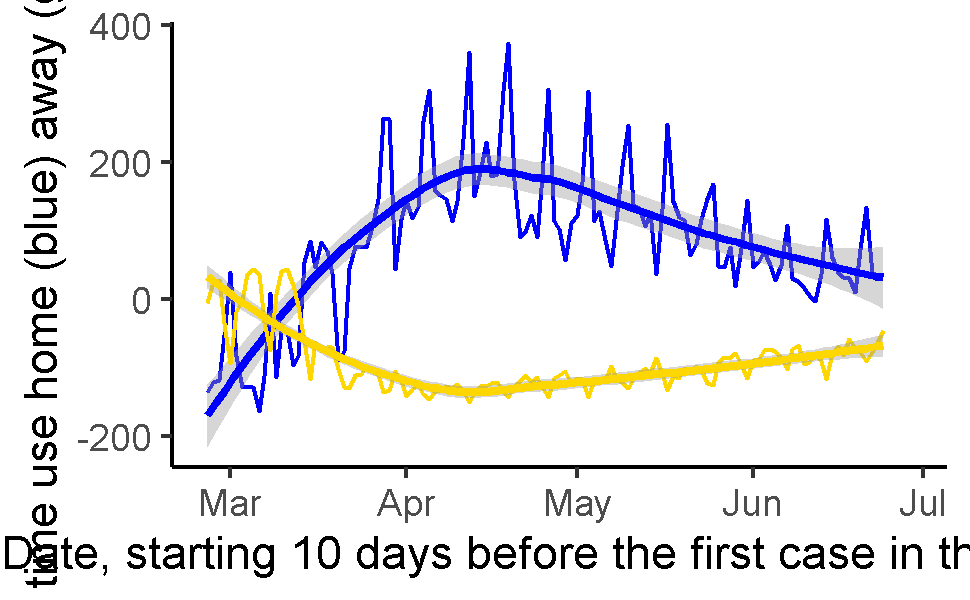 time use home (blue) away (
400
200
0
-200
Mar Apr May Jun Jul
Date, starting 10 days before the first case in th